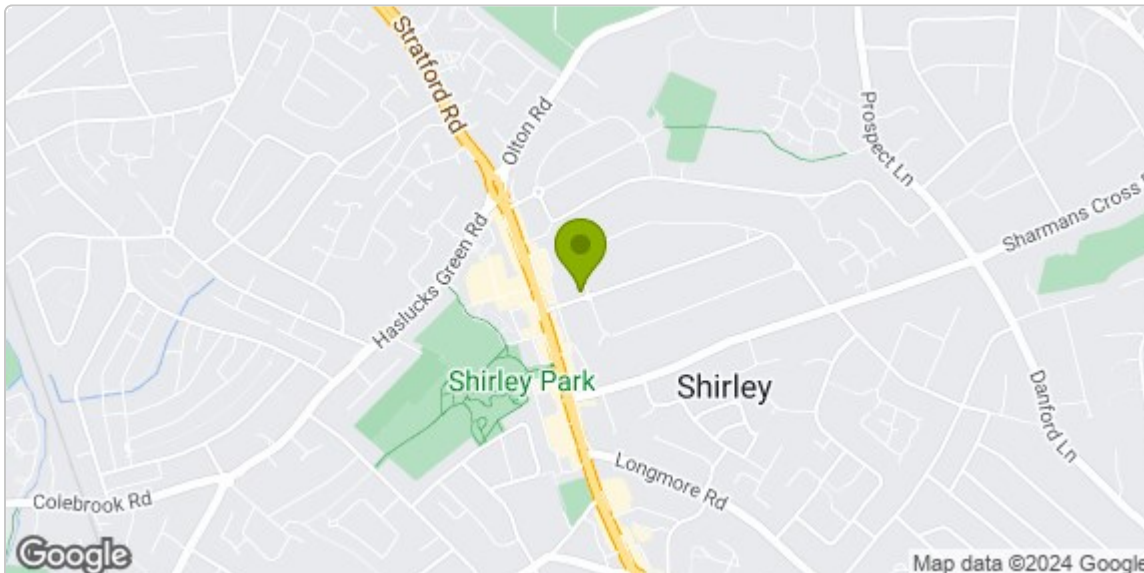 Stratford Rd
Olton Rd
Prospect Ln
Sharmans Cross
Haslucks Green Rd
Shirley Park
Shirley
Danford Ln
Longmore Rd
Colebrook Rd
Google
Map data ©2024 Google